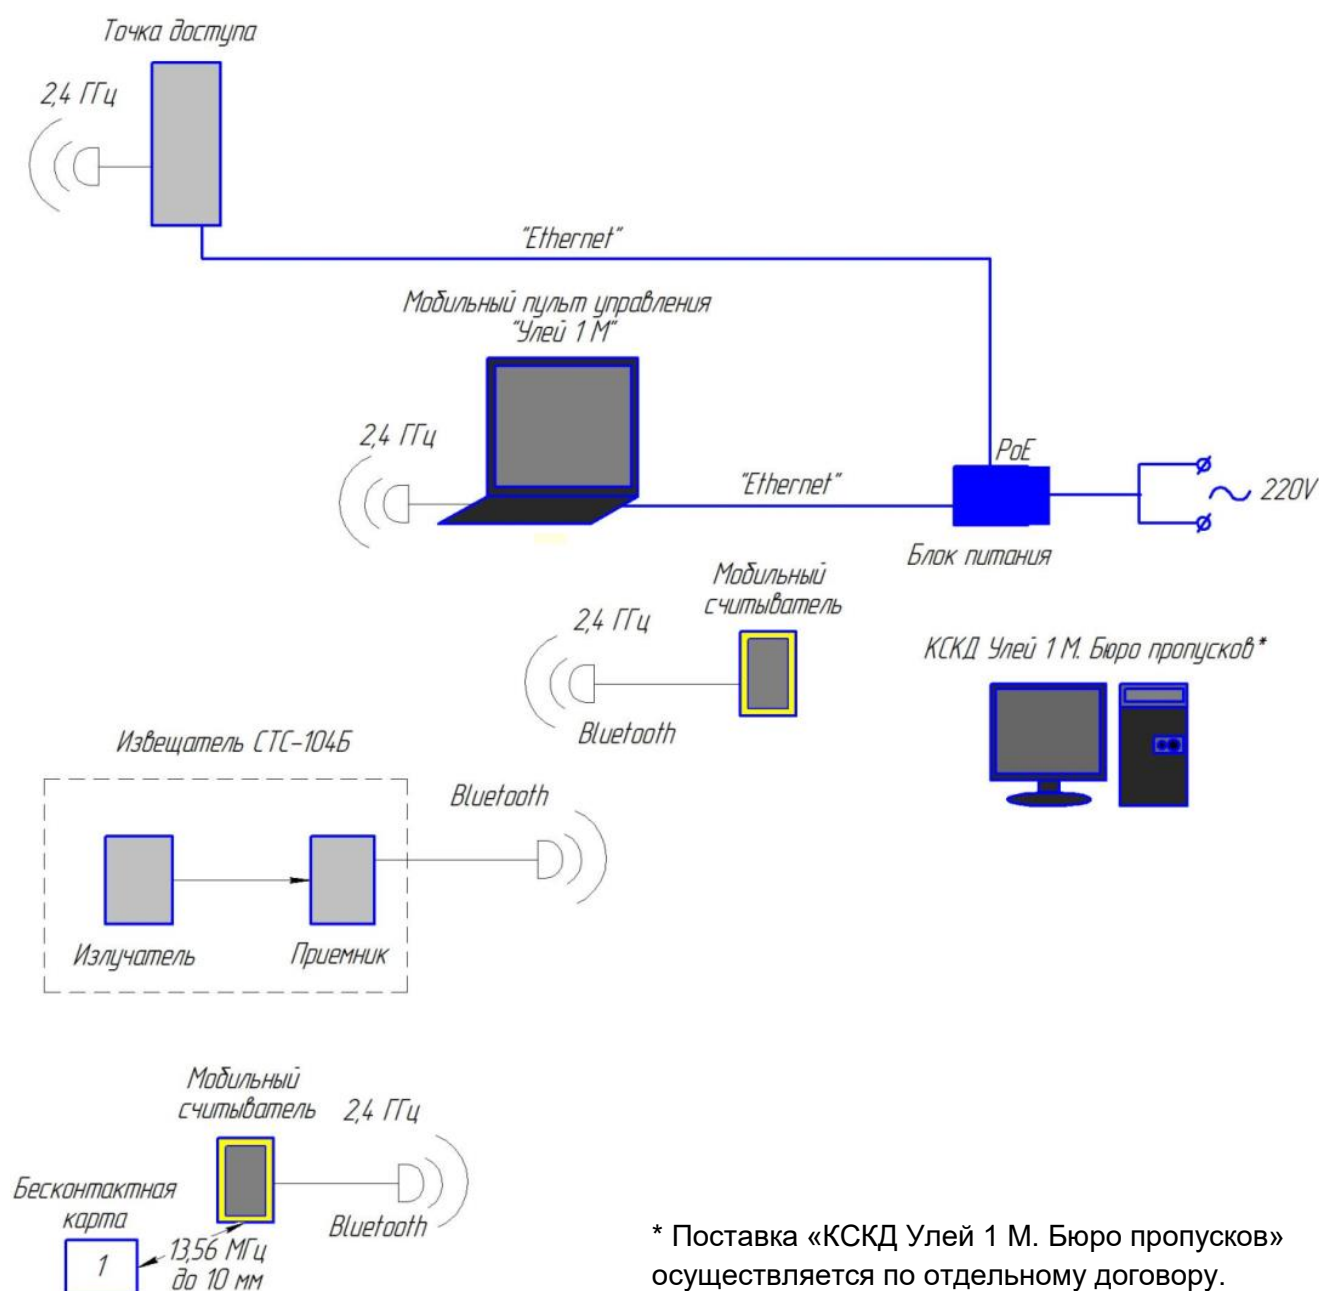 Точка доступа
2,4 ГГц
"Ethernet"
Мобильный пульт управления
"Улей 1 М"
2,4 ГГц
"Ethernet"
PoE
220V
Блок питания
Мобильный
считыватель
2,4 ГГц
Bluetooth
КСКД Улей 1 М. Бюро пропусков*
Извещатель СТС-104Б
Bluetooth
Излучатель
Приемник
Мобильный
считыватель
2,4 ГГц
Bluetooth
Бесконтактная
карта
1
13,56 МГц
до 10 мм
* Поставка «КСКД Улей 1 М. Бюро пропусков»
осуществляется по отдельному договору.